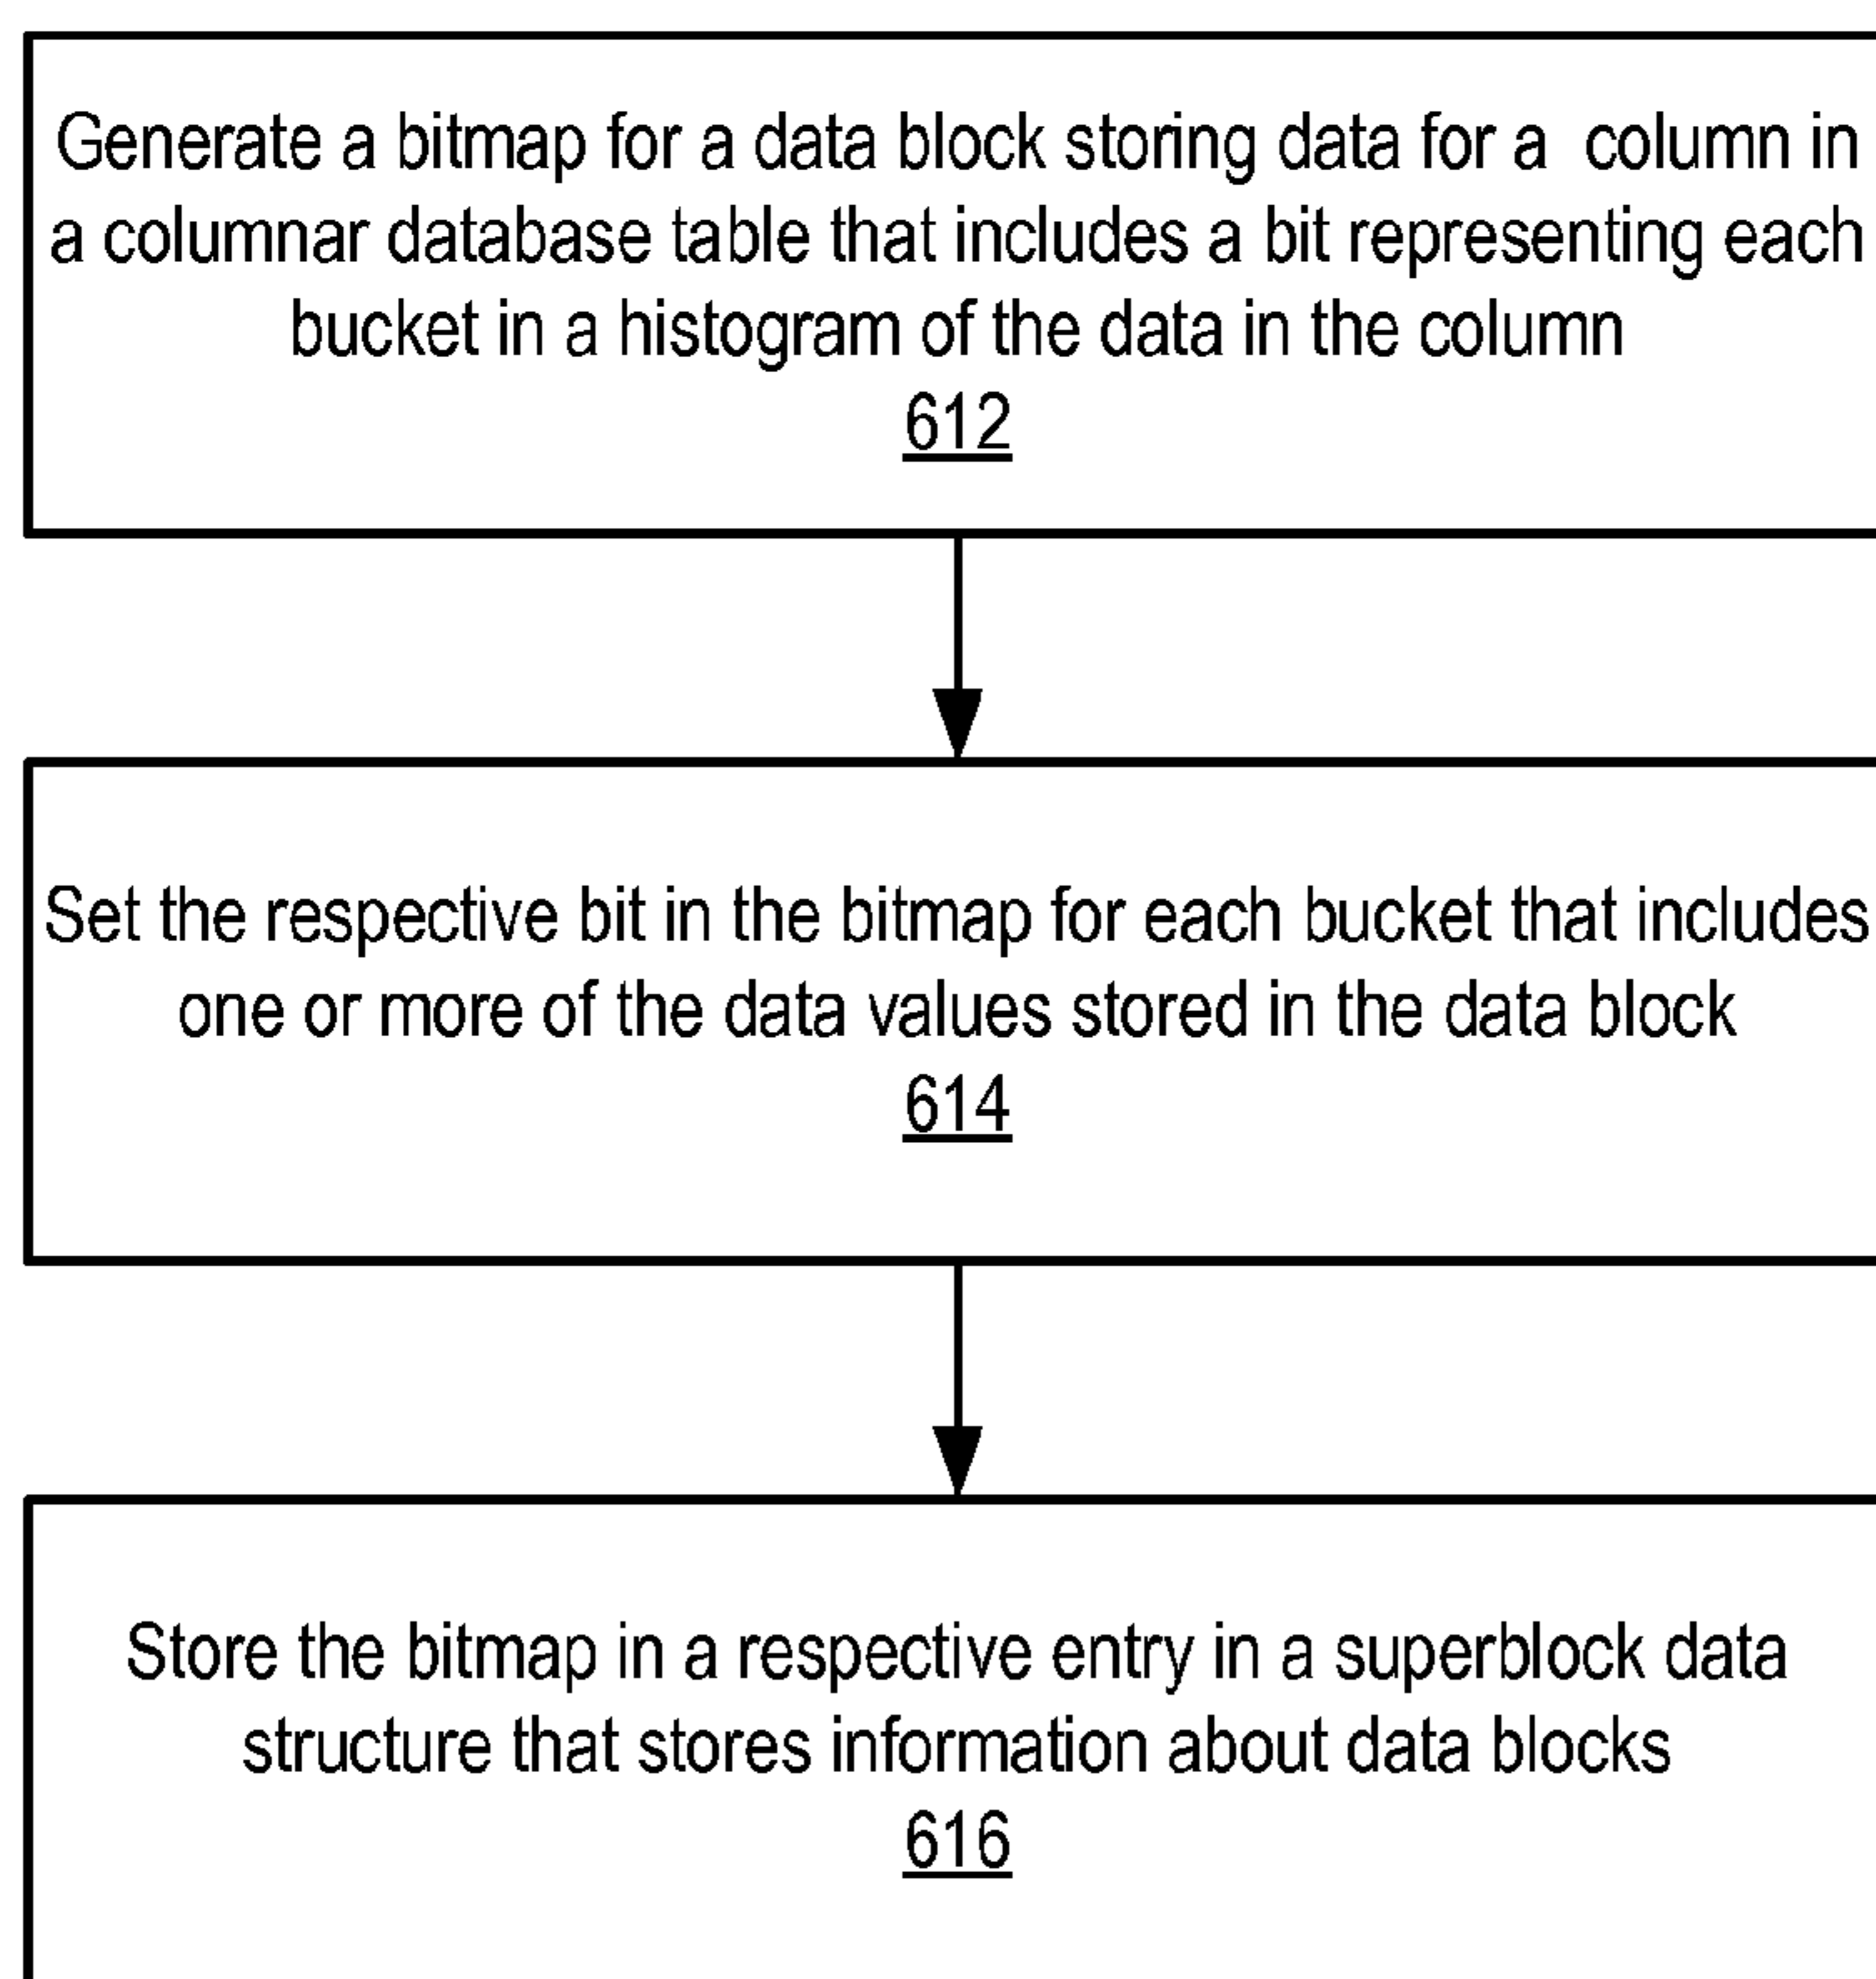 Generate a bitmap for a data block storing data for a column in
a columnar database table that includes a bit representing each
bucket in a histogram of the data in the column
612
Set the respective bit in the bitmap for each bucket that includes
one or more of the data values stored in the data block
614
Store the bitmap in a respective entry in a superblock data
structure that stores information about data blocks
616